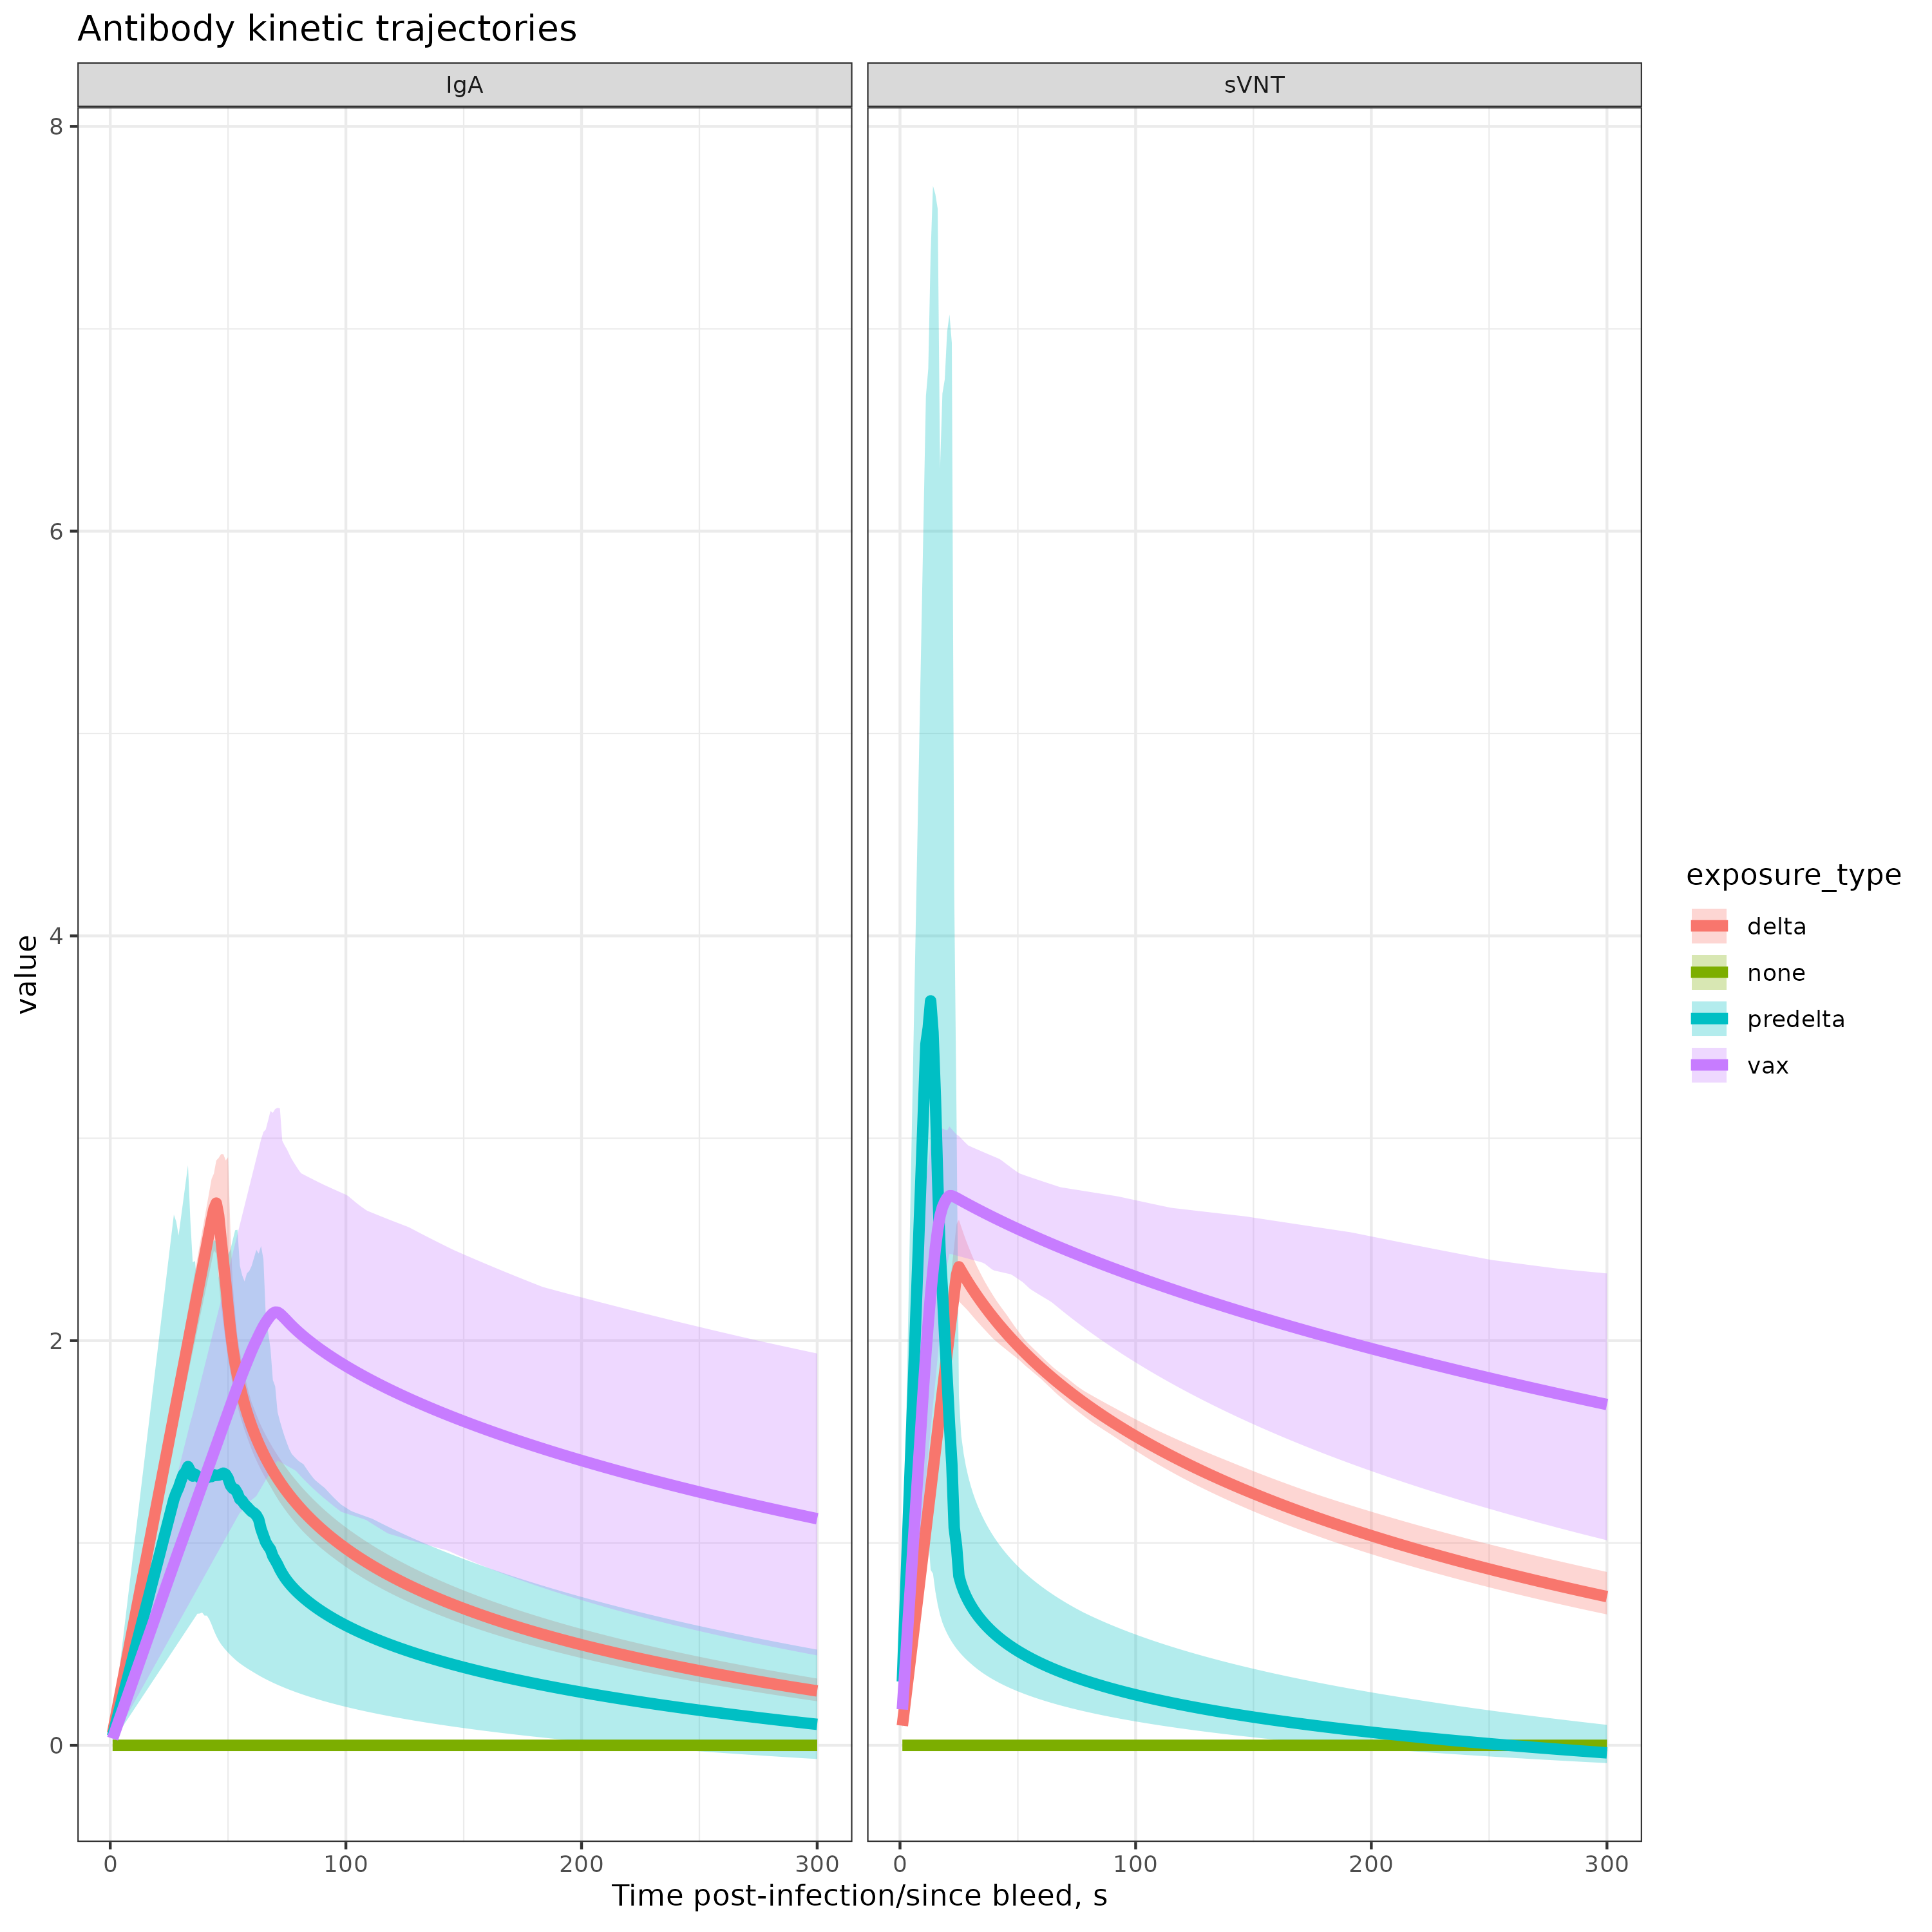 Antibody kinetic trajectories
IgA
sVNT
value
8
6
4
2
0
0 100 200 300
0 100 200 300
Time post-infection/since bleed, s
exposure_type
delta
none
predelta
vax